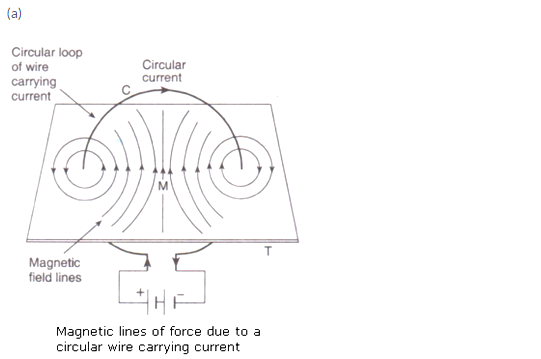 (a)
Circular loop
of wire
carrying
current
Circular
current
C
M
T
Magnetic
field lines
+
-
Magnetic lines of force due to a
circular wire carrying current